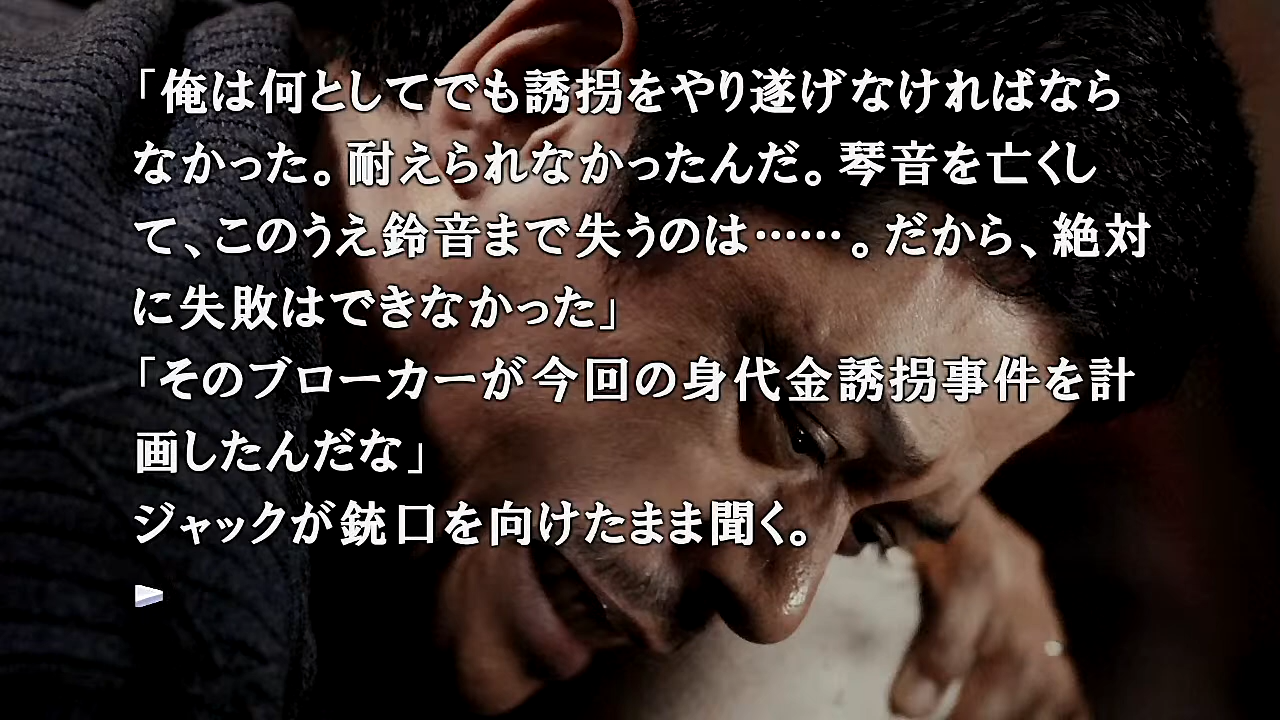 「俺は何としてでも誘拐をやり遂げなければなら
なかった。耐えられなかったんだ。琴音を亡くし
て、このうえ鈴音まで失うのは……。だから、絶対
に失敗はできなかった」
「そのブローカーが今回の身代金誘拐事件を計
画したんだな」
ジャックが銃口を向けたまま聞く。